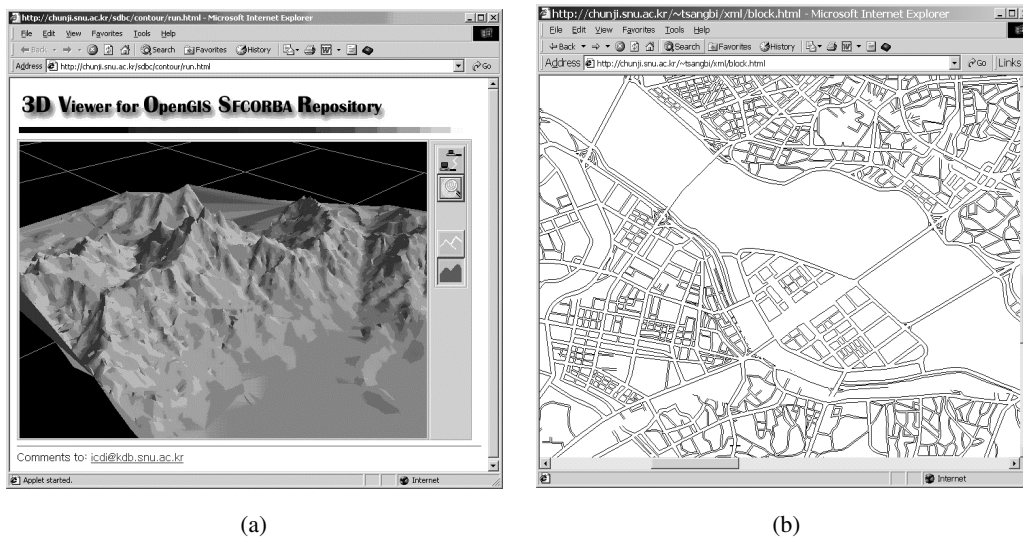 http://chunji.snu.ac.kr/sdbc/contour/run.html - Microsoft Internet Explorer
File Edit View Favorites Tools Help
Back Search Favorites History
Address http://chunji.snu.ac.kr/sdbc/contour/run.html Go
3D Viewer for OpenGIS SFCORBA Repository
Comments to: icdi@kdb.snu.ac.kr
Applet started. Internet
(a)
http://chunji.snu.ac.kr/~tsangbi/xml/block.html - Microsoft Internet Explorer
File Edit View Favorites Tools Help
Back Search Favorites History
Address http://chunji.snu.ac.kr/~tsangbi/xml/block.html Go Links
Internet
(b)